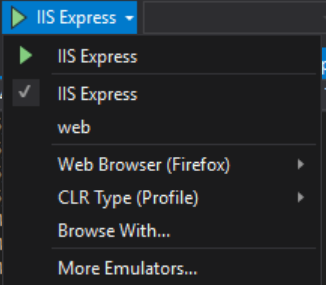 IIS Express
IIS Express
IIS Express
web
Web Browser (Firefox)
CLR Type (Profile)
Browse With...
More Emulators...